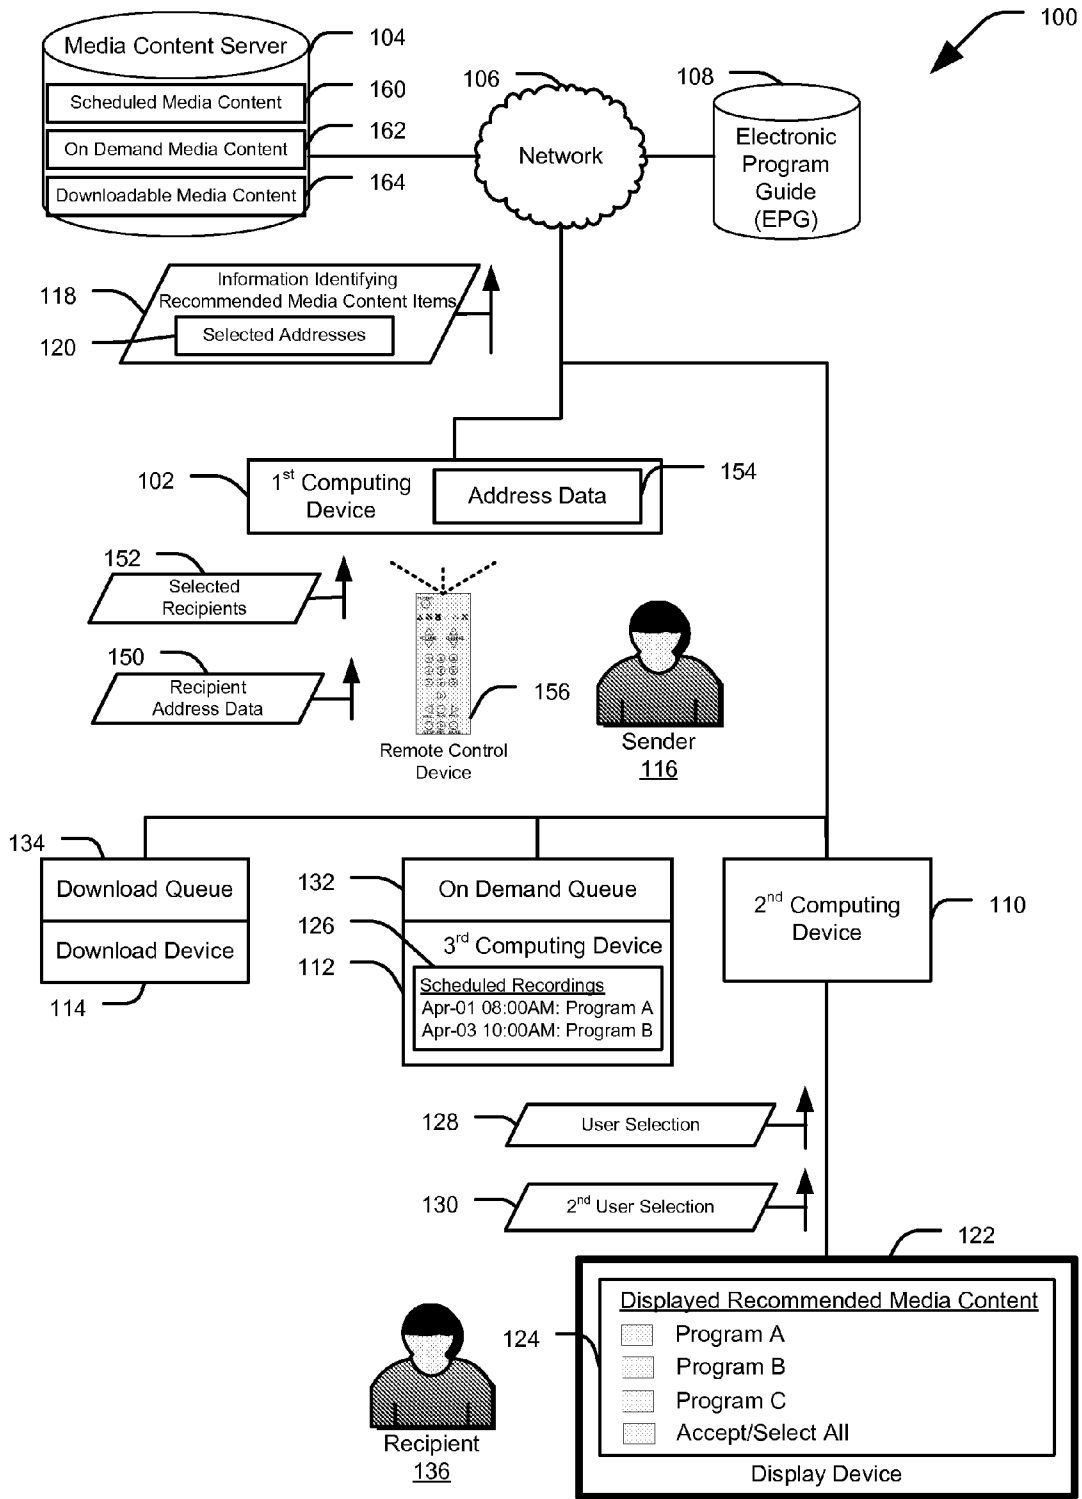 100
Media Content Server
104
Scheduled Media Content
160
On Demand Media Content
162
Downloadable Media Content
164
106
Network
108
Electronic
Program
Guide
(EPG)
118
Information Identifying
Recommended Media Content Items
120
Selected Addresses
102
1st Computing
Device
Address Data
154
152
Selected
Recipients
150
Recipient
Address Data
156
Remote Control
Device
Sender
116
134
Download Queue
Download Device
114
132
On Demand Queue
126
3rd Computing Device
112
Scheduled Recordings
Apr-01 08:00AM: Program A
Apr-03 10:00AM: Program B
2nd Computing
Device
110
128
User Selection
130
2nd User Selection
122
Displayed Recommended Media Content
124
Program A
Program B
Program C
Accept/Select All
Display Device
Recipient
136